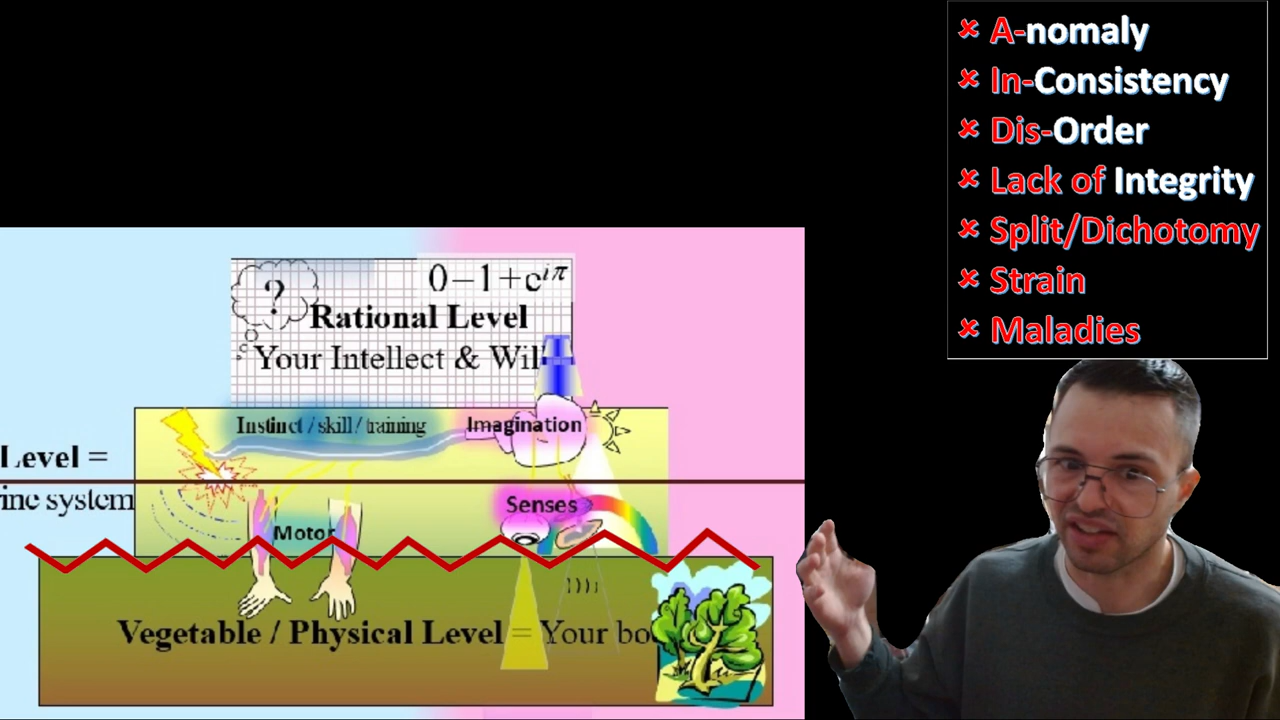 × A-nomaly
× In-Consistency
× Dis-Order
× Lack of Integrity
× Split/Dichotomy
× Strain
× Maladies
?
0–1+e^iπ
Rational Level
Your Intellect & Wil
Instinct / skill / training
Imagination
Level =
rine system
Senses
Motor
Vegetable / Physical Level = Your bo